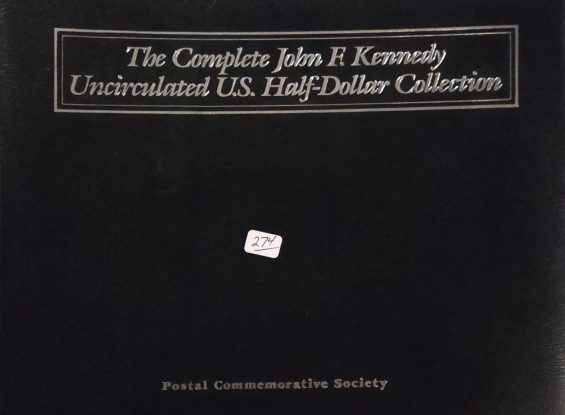 The Complete John F. Kennedy
Uncirculated U.S. Half-Dollar Collection
274
Postal Commemorative Society